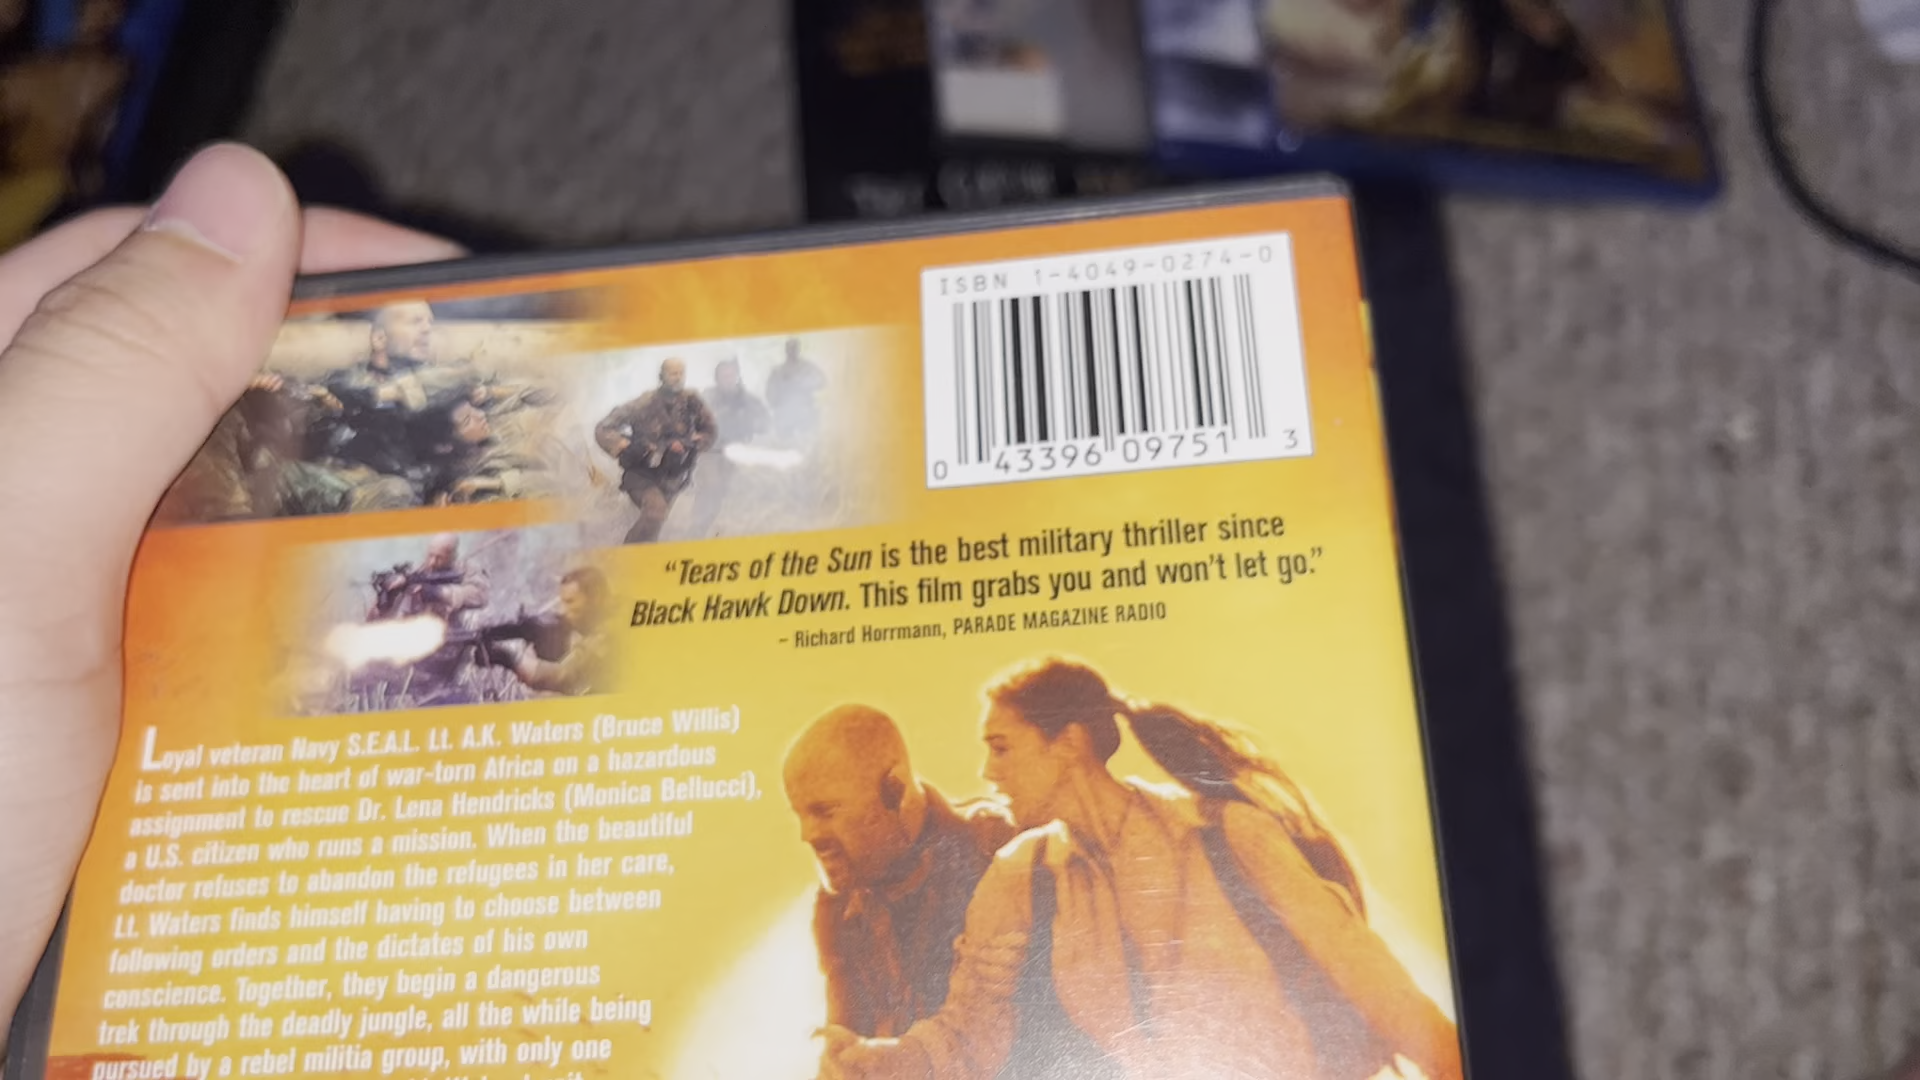 ISBN 1-4049-0274-0
0 43396 09751 3
"Tears of the Sun is the best military thriller since
Black Hawk Down. This film grabs you and won't let go."
- Richard Horrmann, PARADE MAGAZINE RADIO
Loyal veteran Navy S.E.A.L. Lt. A.K. Waters (Bruce Willis)
is sent into the heart of war-torn Africa on a hazardous
assignment to rescue Dr. Lena Hendricks (Monica Bellucci),
a U.S. citizen who runs a mission. When the beautiful
doctor refuses to abandon the refugees in her care,
Lt. Waters finds himself having to choose between
following orders and the dictates of his own
conscience. Together, they begin a dangerous
trek through the deadly jungle, all the while being
pursued by a rebel militia group, with only one